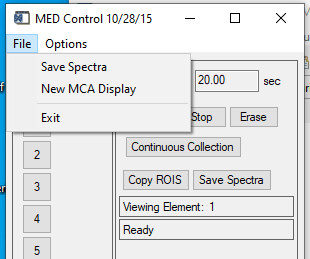 MED Control 10/28/15
File Options
Save Spectra
New MCA Display
Exit
20.00 sec
Stop Erase
Continuous Collection
Copy ROIS Save Spectra
Viewing Element: 1
Ready
2
3
4
5